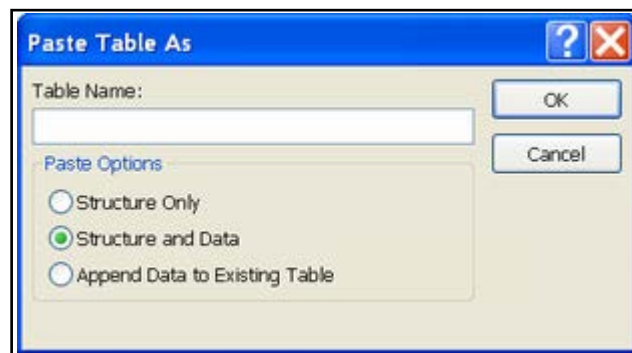 Paste Table As
?
Table Name:
OK
Cancel
Paste Options
Structure Only
Structure and Data
Append Data to Existing Table